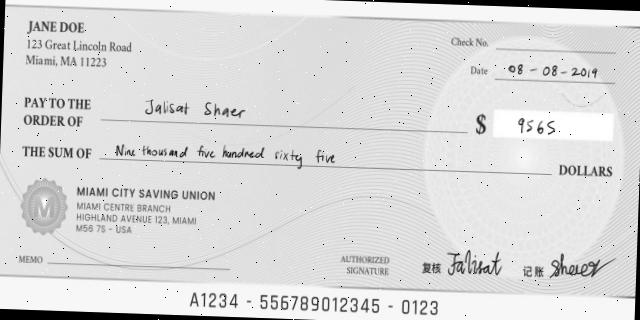 JANE DOE
123 Great Lincoln Road
Miami, MA 11223
Check No.
Date 08-08-2019
PAY TO THE ORDER OF Jalisat Shaer
$ 9565
THE SUM OF Nine thousand five hundred sixty five DOLLARS
MIAMI CITY SAVING UNION
MIAMI CENTRE BRANCH
HIGHLAND AVENUE 123, MIAMI
M56 7S - USA
M
MEMO
AUTHORIZED SIGNATURE 复核 Jalisat 记账 Shaer
A1234 - 556789012345 - 0123